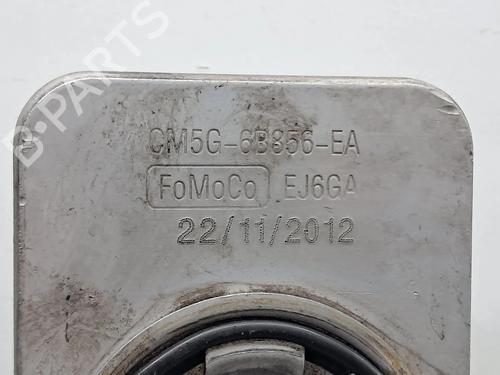 B-PARTS
CM5G-6B856-EA
FoMoCo EJ6GA
22/11/2012